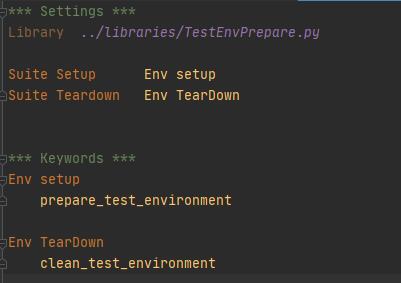 *** Settings ***
Library  ../libraries/TestEnvPrepare.py
Suite Setup     Env setup
Suite Teardown   Env TearDown
*** Keywords ***
Env setup
    prepare_test_environment
Env TearDown
    clean_test_environment